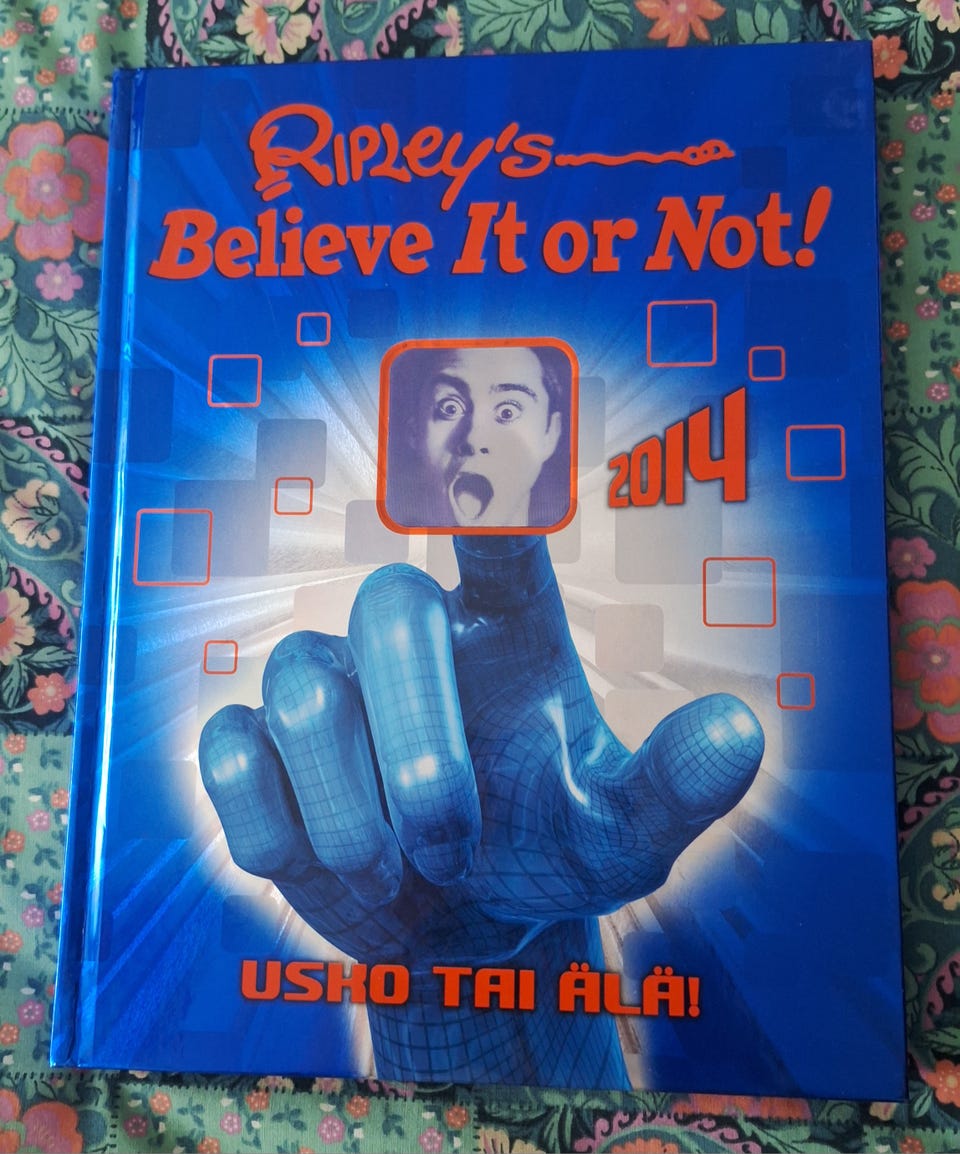 Ripley's
Believe It or Not!
2014
USKO TAI ÄLÄ!